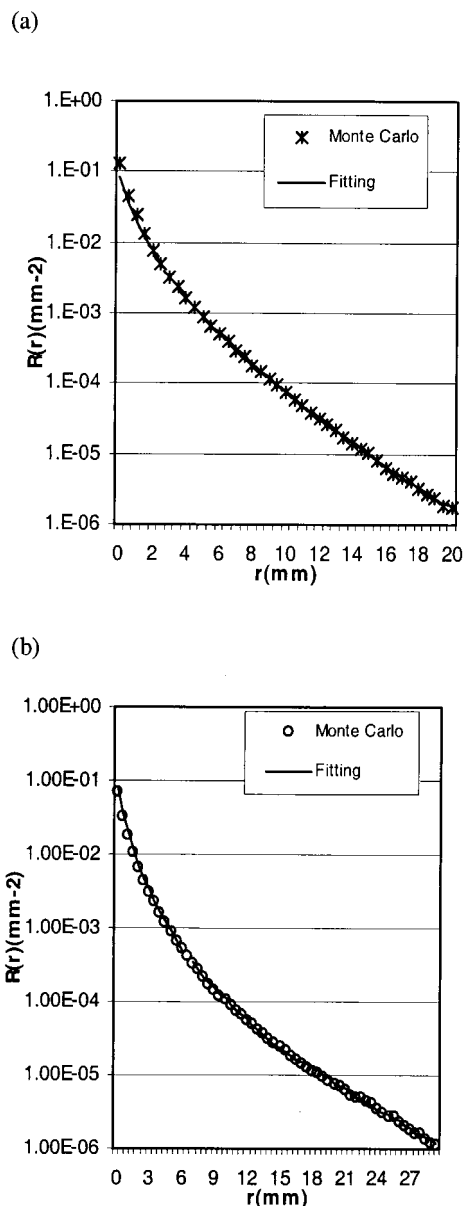 (a)
1.E+00
1.E-01
1.E-02
1.E-03
1.E-04
1.E-05
1.E-06
R(r)(mm-2)
Monte Carlo
Fitting
0 2 4 6 8 10 12 14 16 18 20
r(mm)
(b)
1.00E+00
1.00E-01
1.00E-02
1.00E-03
1.00E-04
1.00E-05
1.00E-06
R(r)(mm-2)
Monte Carlo
Fitting
0 3 6 9 12 15 18 21 24 27
r(mm)